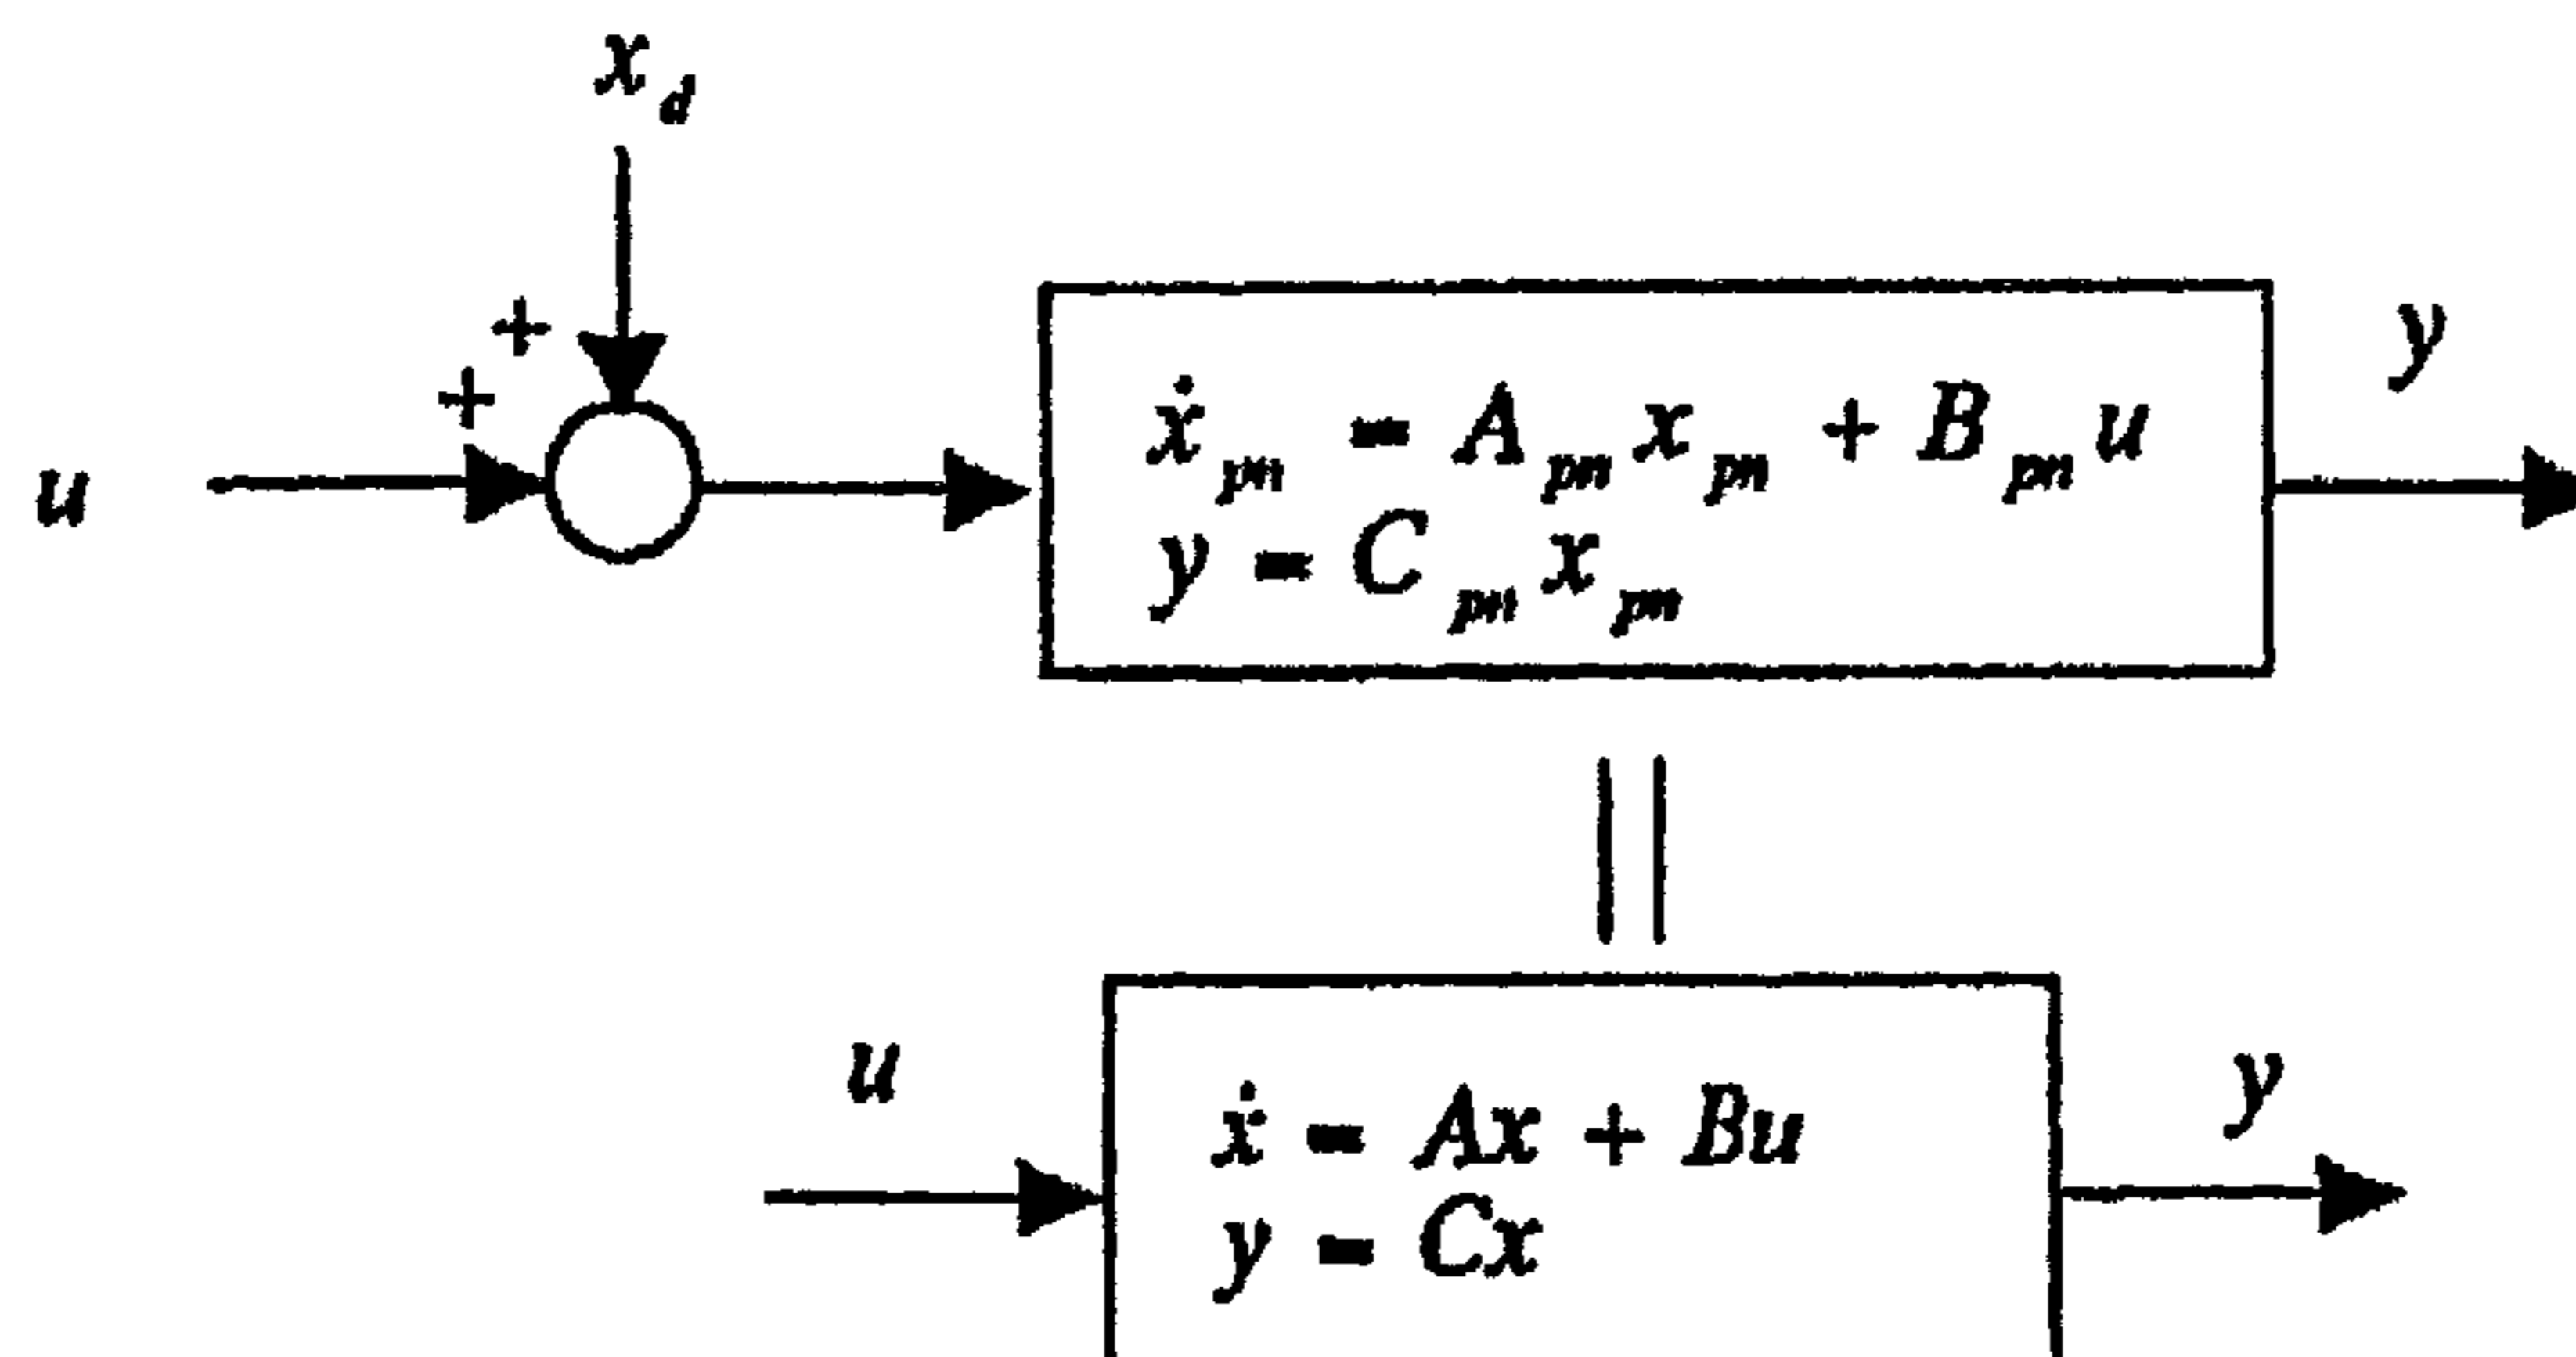 x_d
+
+
u
ẋ_pn = A_pn x_pn + B_pn u
y = C_pn x_pn
y
u
ẋ = Ax + Bu
y = Cx
y